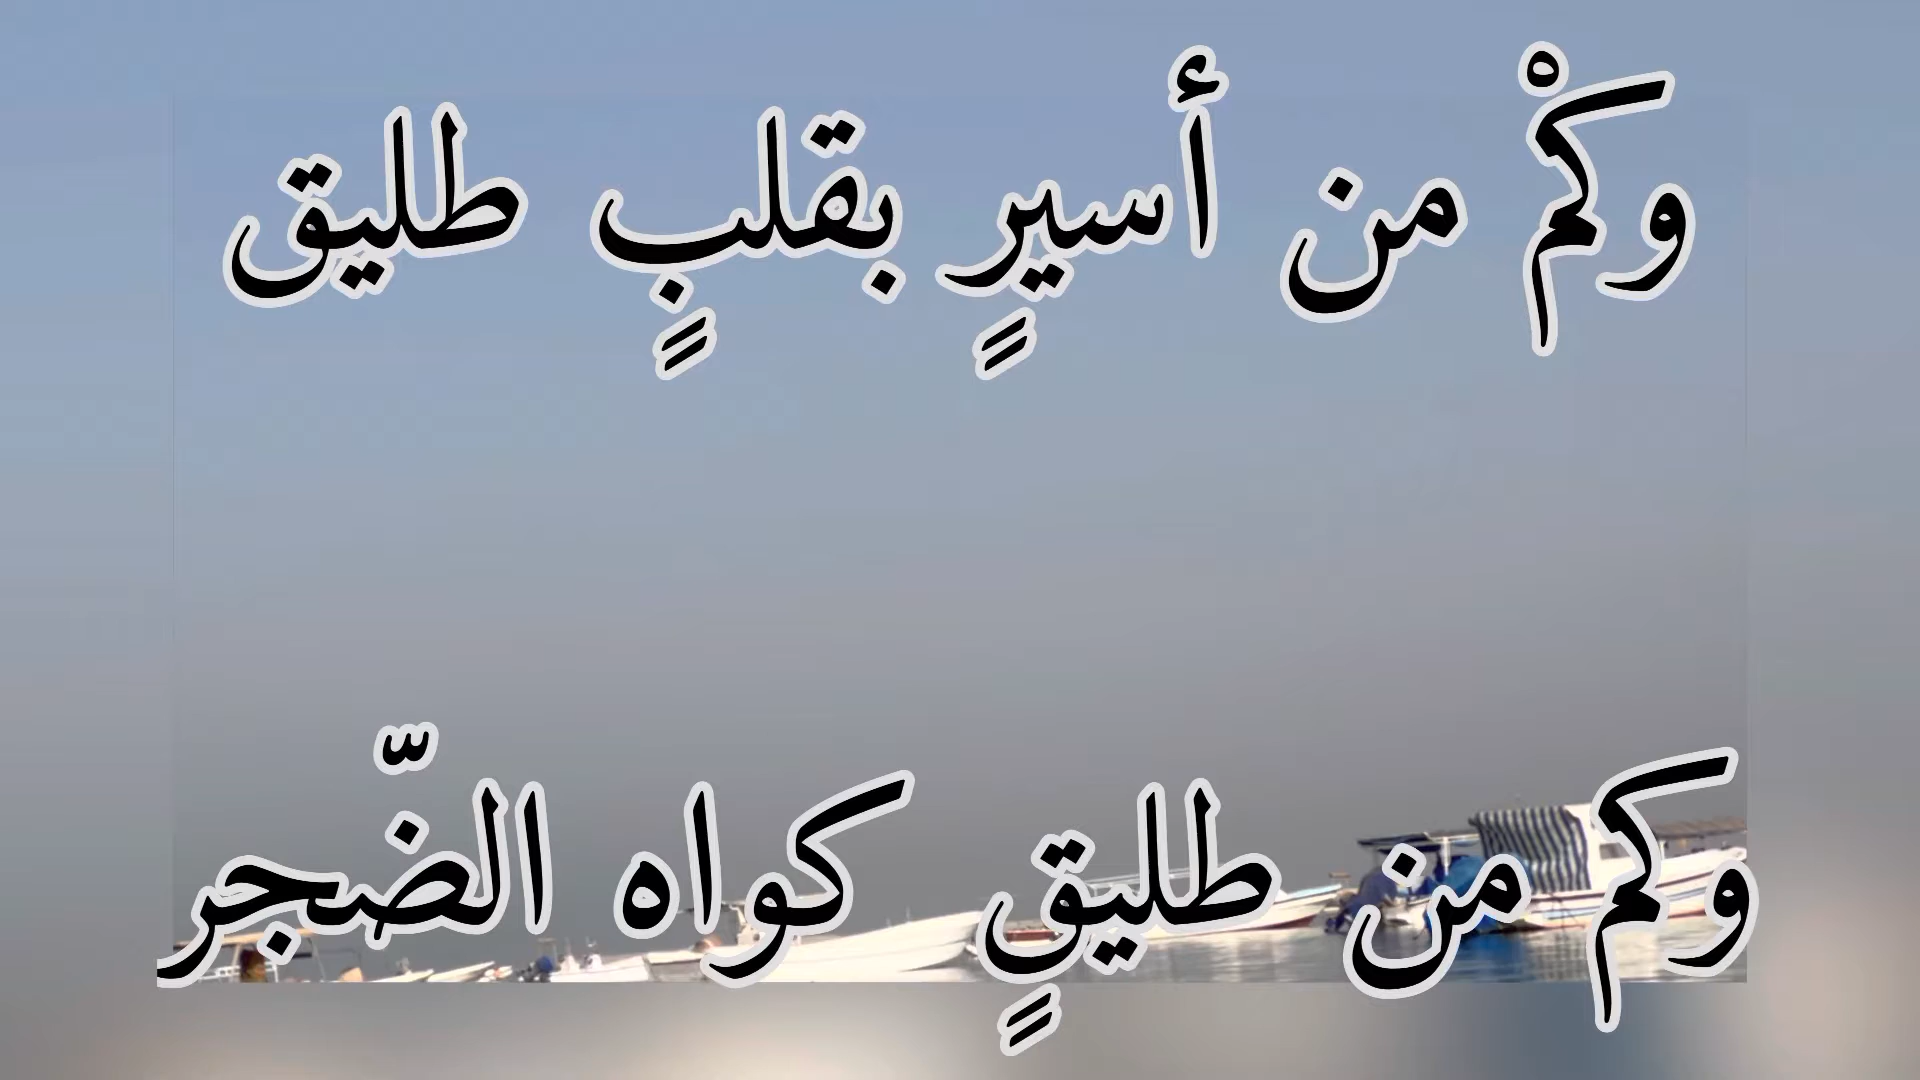 وكمْ من أسيرٍ بقلبٍ طليق
وكم من طليقٍ كواه الضّجر